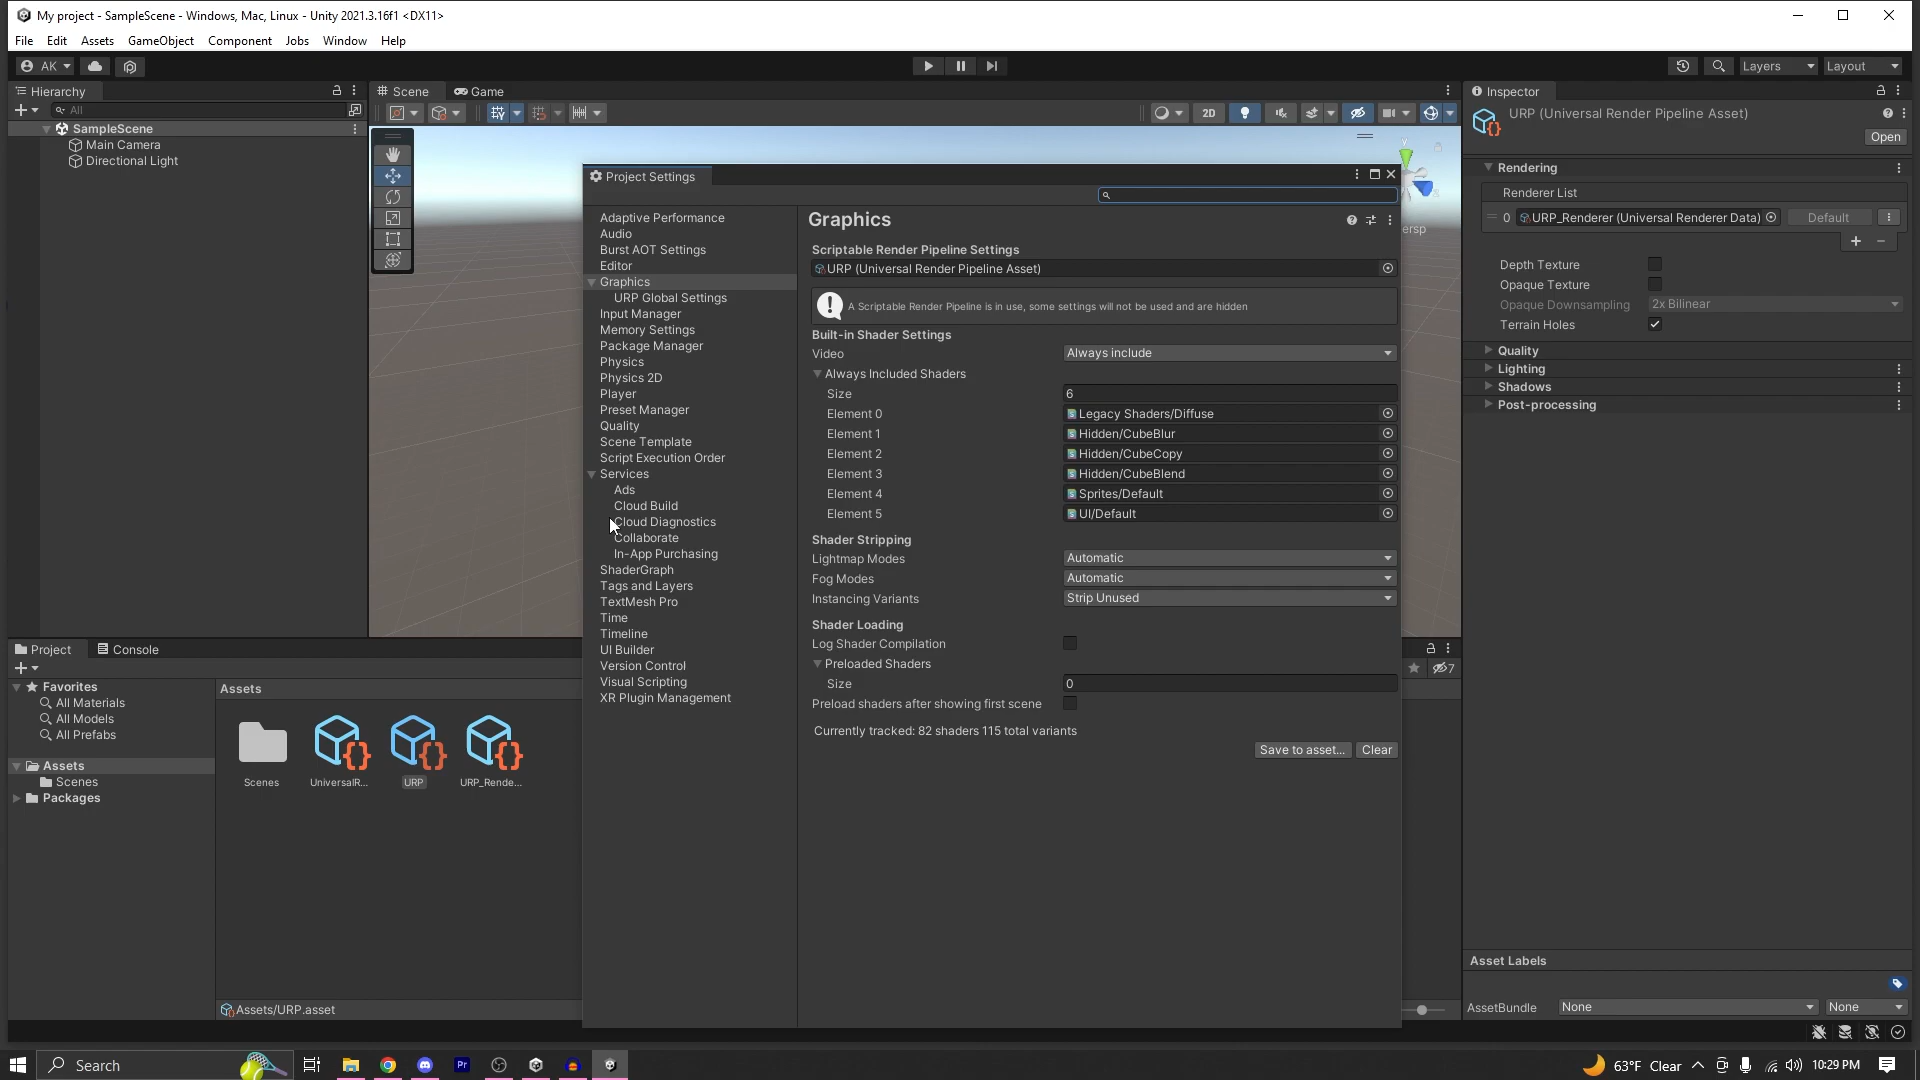 My project - SampleScene - Windows, Mac, Linux - Unity 2021.3.16f1 <DX11>
File Edit Assets GameObject Component Jobs Window Help
AK
Layers
Layout
Hierarchy
All
SampleScene
Main Camera
Directional Light
Scene
Game
2D
y
ersp
Project Settings
Adaptive Performance
Audio
Burst AOT Settings
Editor
Graphics
URP Global Settings
Input Manager
Memory Settings
Package Manager
Physics
Physics 2D
Player
Preset Manager
Quality
Scene Template
Script Execution Order
Services
Ads
Cloud Build
Cloud Diagnostics
Collaborate
In-App Purchasing
ShaderGraph
Tags and Layers
TextMesh Pro
Time
Timeline
UI Builder
Version Control
Visual Scripting
XR Plugin Management
Graphics
Scriptable Render Pipeline Settings
URP (Universal Render Pipeline Asset)
A Scriptable Render Pipeline is in use, some settings will not be used and are hidden
Built-in Shader Settings
Video Always include
Always Included Shaders
Size 6
Element 0 Legacy Shaders/Diffuse
Element 1 Hidden/CubeBlur
Element 2 Hidden/CubeCopy
Element 3 Hidden/CubeBlend
Element 4 Sprites/Default
Element 5 UI/Default
Shader Stripping
Lightmap Modes Automatic
Fog Modes Automatic
Instancing Variants Strip Unused
Shader Loading
Log Shader Compilation
Preloaded Shaders
Size 0
Preload shaders after showing first scene
Currently tracked: 82 shaders 115 total variants
Save to asset... Clear
Inspector
URP (Universal Render Pipeline Asset)
Open
Rendering
Renderer List
0 URP_Renderer (Universal Renderer Data) Default
Depth Texture
Opaque Texture
Opaque Downsampling 2x Bilinear
Terrain Holes
Quality
Lighting
Shadows
Post-processing
Asset Labels
AssetBundle None None
Project
Console
7
Favorites
All Materials
All Models
All Prefabs
Assets
Scenes
Packages
Assets
Scenes
UniversalR...
URP
URP_Rende...
Assets/URP.asset
Search
Pr
63°F Clear
10:29 PM